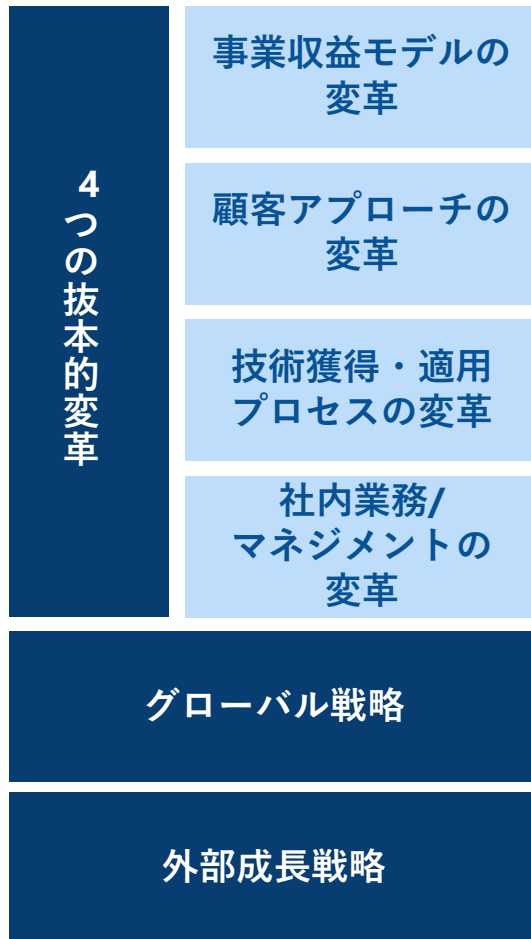 4つの抜本的変革
事業収益モデルの
変革
顧客アプローチの
変革
技術獲得・適用
プロセスの変革
社内業務/
マネジメントの
変革
グローバル戦略
外部成長戦略